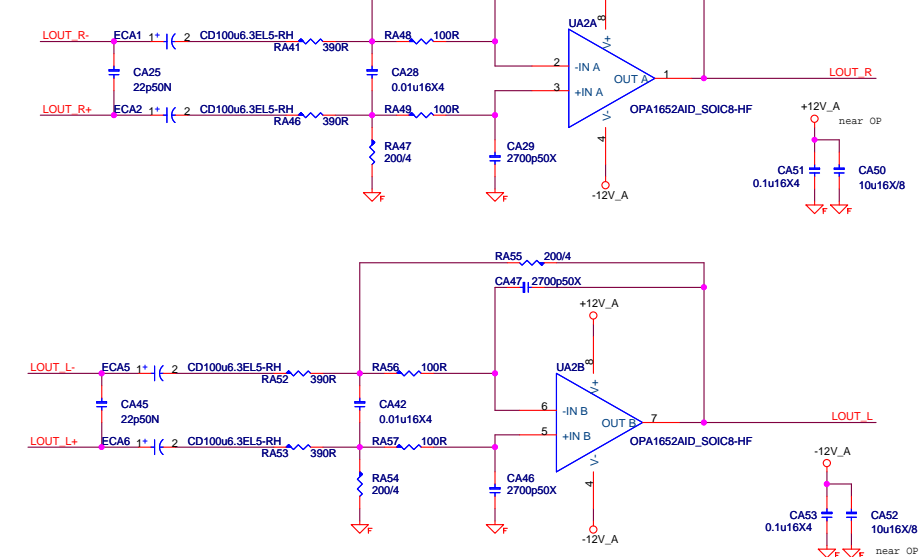 UA2A
8
V+
LOUT_R-
ECA1
1
+
2
CD100u6.3EL5-RH
RA41
390R
RA48
100R
CA25
22p50N
CA28
0.01u16X4
2
-IN A
3
+IN A
OUT A
1
LOUT_R
OPA1652AID_SOIC8-HF
V-
4
-12V_A
LOUT_R+
ECA2
1
+
2
CD100u6.3EL5-RH
RA46
390R
RA49
100R
RA47
200/4
CA29
2700p50X
F
F
+12V_A
near OP
CA51
0.1u16X4
CA50
10u16X/8
F
F
RA55
200/4
CA47
2700p50X
+12V_A
UA2B
8
V+
LOUT_L-
ECA5
1
+
2
CD100u6.3EL5-RH
RA52
390R
RA56
100R
CA45
22p50N
CA42
0.01u16X4
6
-IN B
5
+IN B
OUT B
7
LOUT_L
OPA1652AID_SOIC8-HF
V-
4
-12V_A
LOUT_L+
ECA6
1
+
2
CD100u6.3EL5-RH
RA53
390R
RA57
100R
RA54
200/4
CA46
2700p50X
F
F
-12V_A
CA53
0.1u16X4
CA52
10u16X/8
F
F
near OP